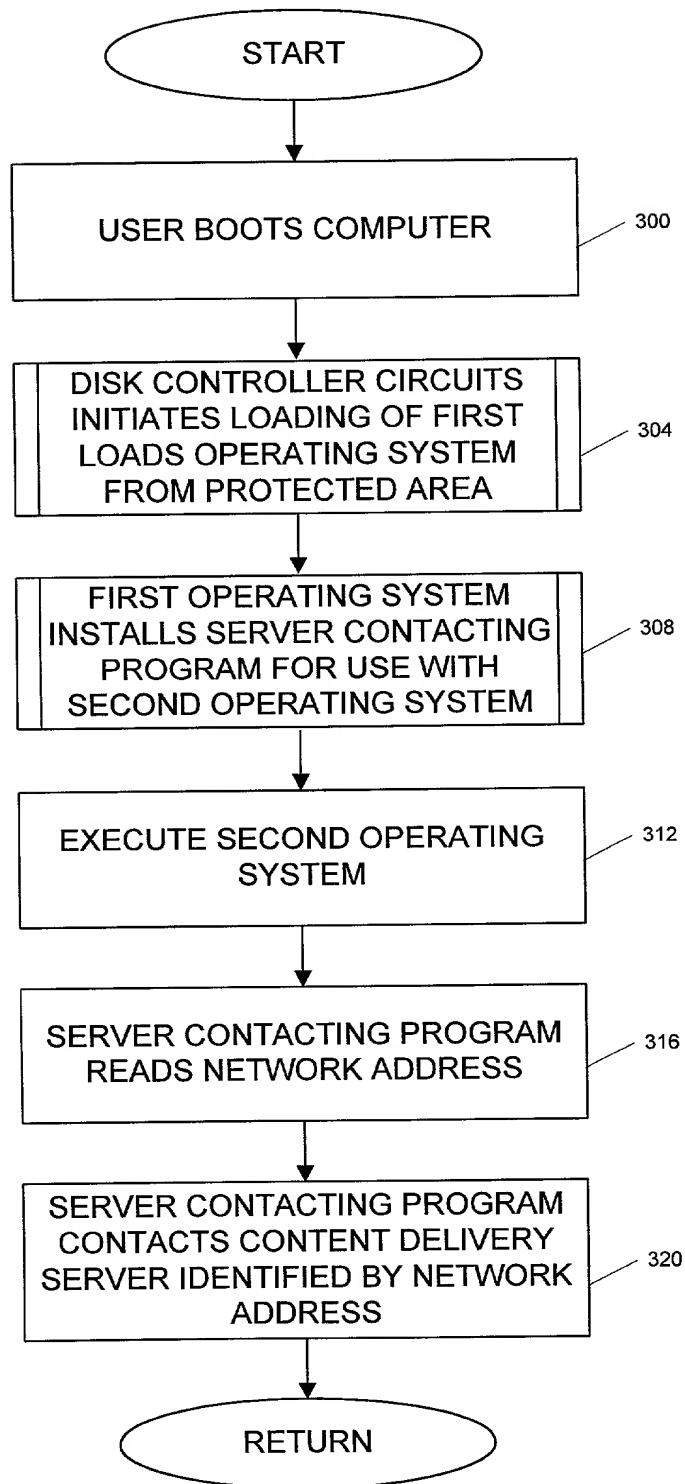 START
USER BOOTS COMPUTER
300
DISK CONTROLLER CIRCUITS
INITIATES LOADING OF FIRST
LOADS OPERATING SYSTEM
FROM PROTECTED AREA
304
FIRST OPERATING SYSTEM
INSTALLS SERVER CONTACTING
PROGRAM FOR USE WITH
SECOND OPERATING SYSTEM
308
EXECUTE SECOND OPERATING
SYSTEM
312
SERVER CONTACTING PROGRAM
READS NETWORK ADDRESS
316
SERVER CONTACTING PROGRAM
CONTACTS CONTENT DELIVERY
SERVER IDENTIFIED BY NETWORK
ADDRESS
320
RETURN